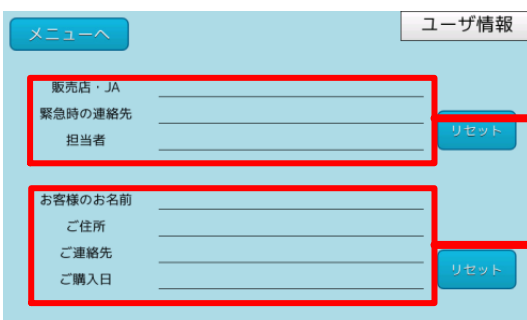 メニューへ
ユーザ情報
販売店・JA
緊急時の連絡先
担当者
リセット
お客様のお名前
ご住所
ご連絡先
ご購入日
リセット